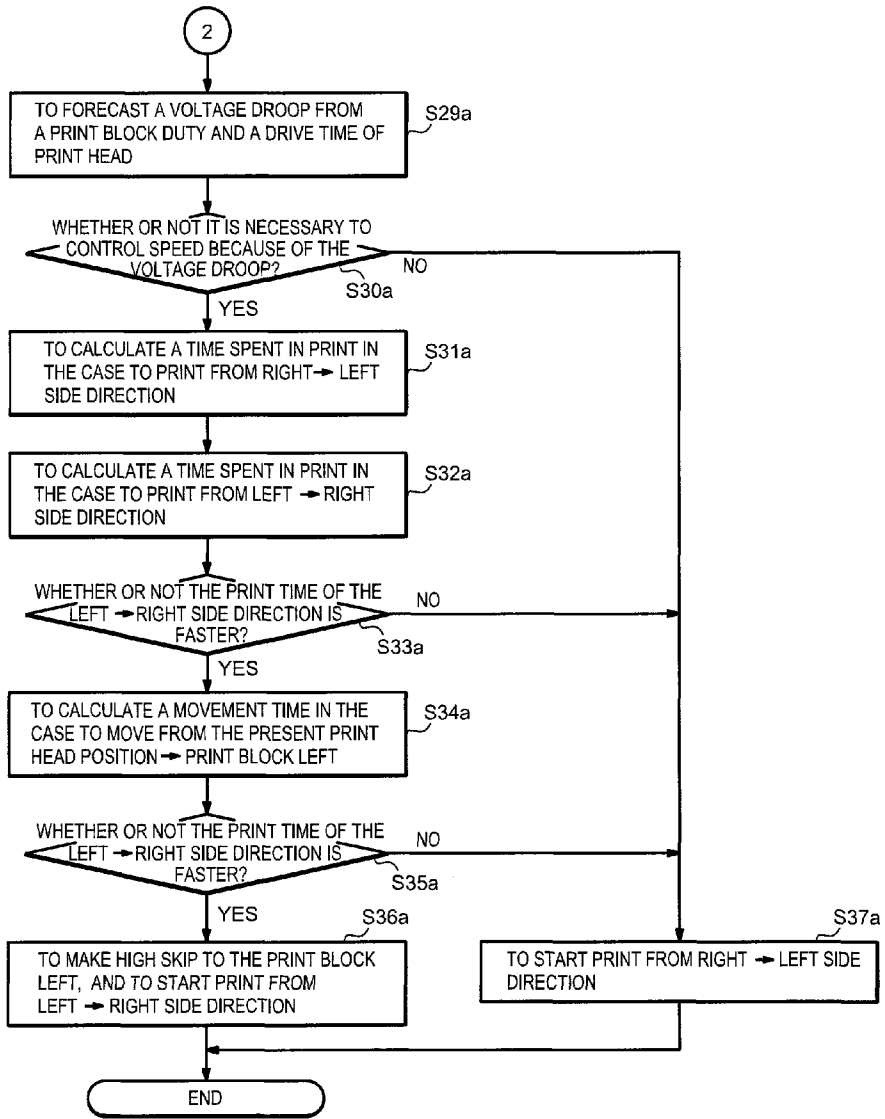 2
TO FORECAST A VOLTAGE DROOP FROM
A PRINT BLOCK DUTY AND A DRIVE TIME OF
PRINT HEAD
S29a
WHETHER OR NOT IT IS NECESSARY TO
CONTROL SPEED BECAUSE OF THE
VOLTAGE DROOP?
NO
S30a
YES
TO CALCULATE A TIME SPENT IN PRINT IN
THE CASE TO PRINT FROM RIGHT → LEFT
SIDE DIRECTION
S31a
TO CALCULATE A TIME SPENT IN PRINT IN
THE CASE TO PRINT FROM LEFT → RIGHT
SIDE DIRECTION
S32a
WHETHER OR NOT THE PRINT TIME OF THE
LEFT → RIGHT SIDE DIRECTION IS
FASTER?
NO
S33a
YES
TO CALCULATE A MOVEMENT TIME IN THE
CASE TO MOVE FROM THE PRESENT PRINT
HEAD POSITION → PRINT BLOCK LEFT
S34a
WHETHER OR NOT THE PRINT TIME OF THE
LEFT → RIGHT SIDE DIRECTION IS
FASTER?
NO
S35a
YES
S36a
TO MAKE HIGH SKIP TO THE PRINT BLOCK
LEFT, AND TO START PRINT FROM
LEFT → RIGHT SIDE DIRECTION
S37a
TO START PRINT FROM RIGHT → LEFT SIDE
DIRECTION
END